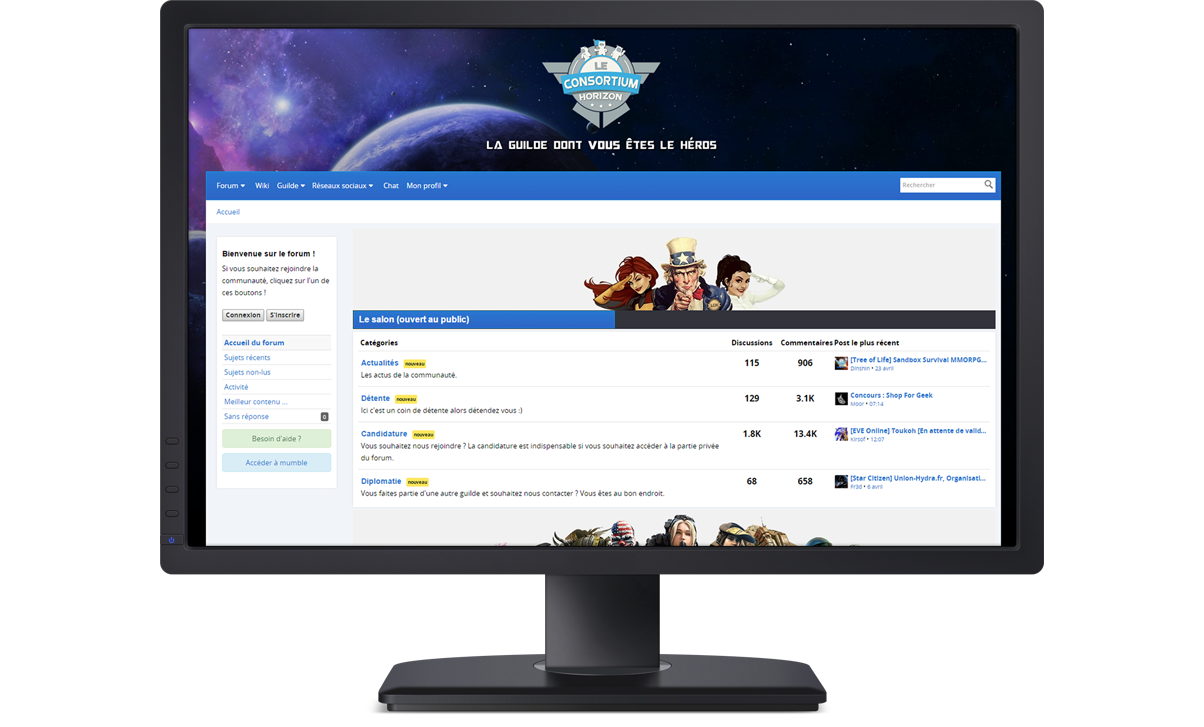 LE
CONSORTIUM
HORIZON
LA GUILDE DONT VOUS ÊTES LE HÉROS
Forum Wiki Guilde Réseaux sociaux Chat Mon profil Rechercher
Accueil
Bienvenue sur le forum !
Si vous souhaitez rejoindre la
communauté, cliquez sur l'un de
ces boutons !
Connexion S'inscrire
Accueil du forum
Sujets récents
Sujets non-lus
Activité
Meilleur contenu ...
Sans réponse 0
Besoin d'aide ?
Accéder à mumble
Le salon (ouvert au public)
Catégories Discussions Commentaires Post le plus récent
Actualités nouveau 115 906 [Tree of Life] Sandbox Survival MMORPG...
Les actus de la communauté. Dinshin • 23 avril
Détente nouveau 129 3.1K Concours : Shop For Geek
Ici c'est un coin de détente alors détendez vous :) Moor • 07:14
Candidature nouveau 1.8K 13.4K [EVE Online] Toukoh [En attente de valid...
Vous souhaitez nous rejoindre ? La candidature est indispensable si vous souhaitez accéder à la partie privée Kirsof • 12:07
du forum.
Diplomatie nouveau 68 658 [Star Citizen] Union-Hydra.fr, Organisati...
Vous faites partie d'une autre guilde et souhaitez nous contacter ? Vous êtes au bon endroit. Fr3d • 6 avril